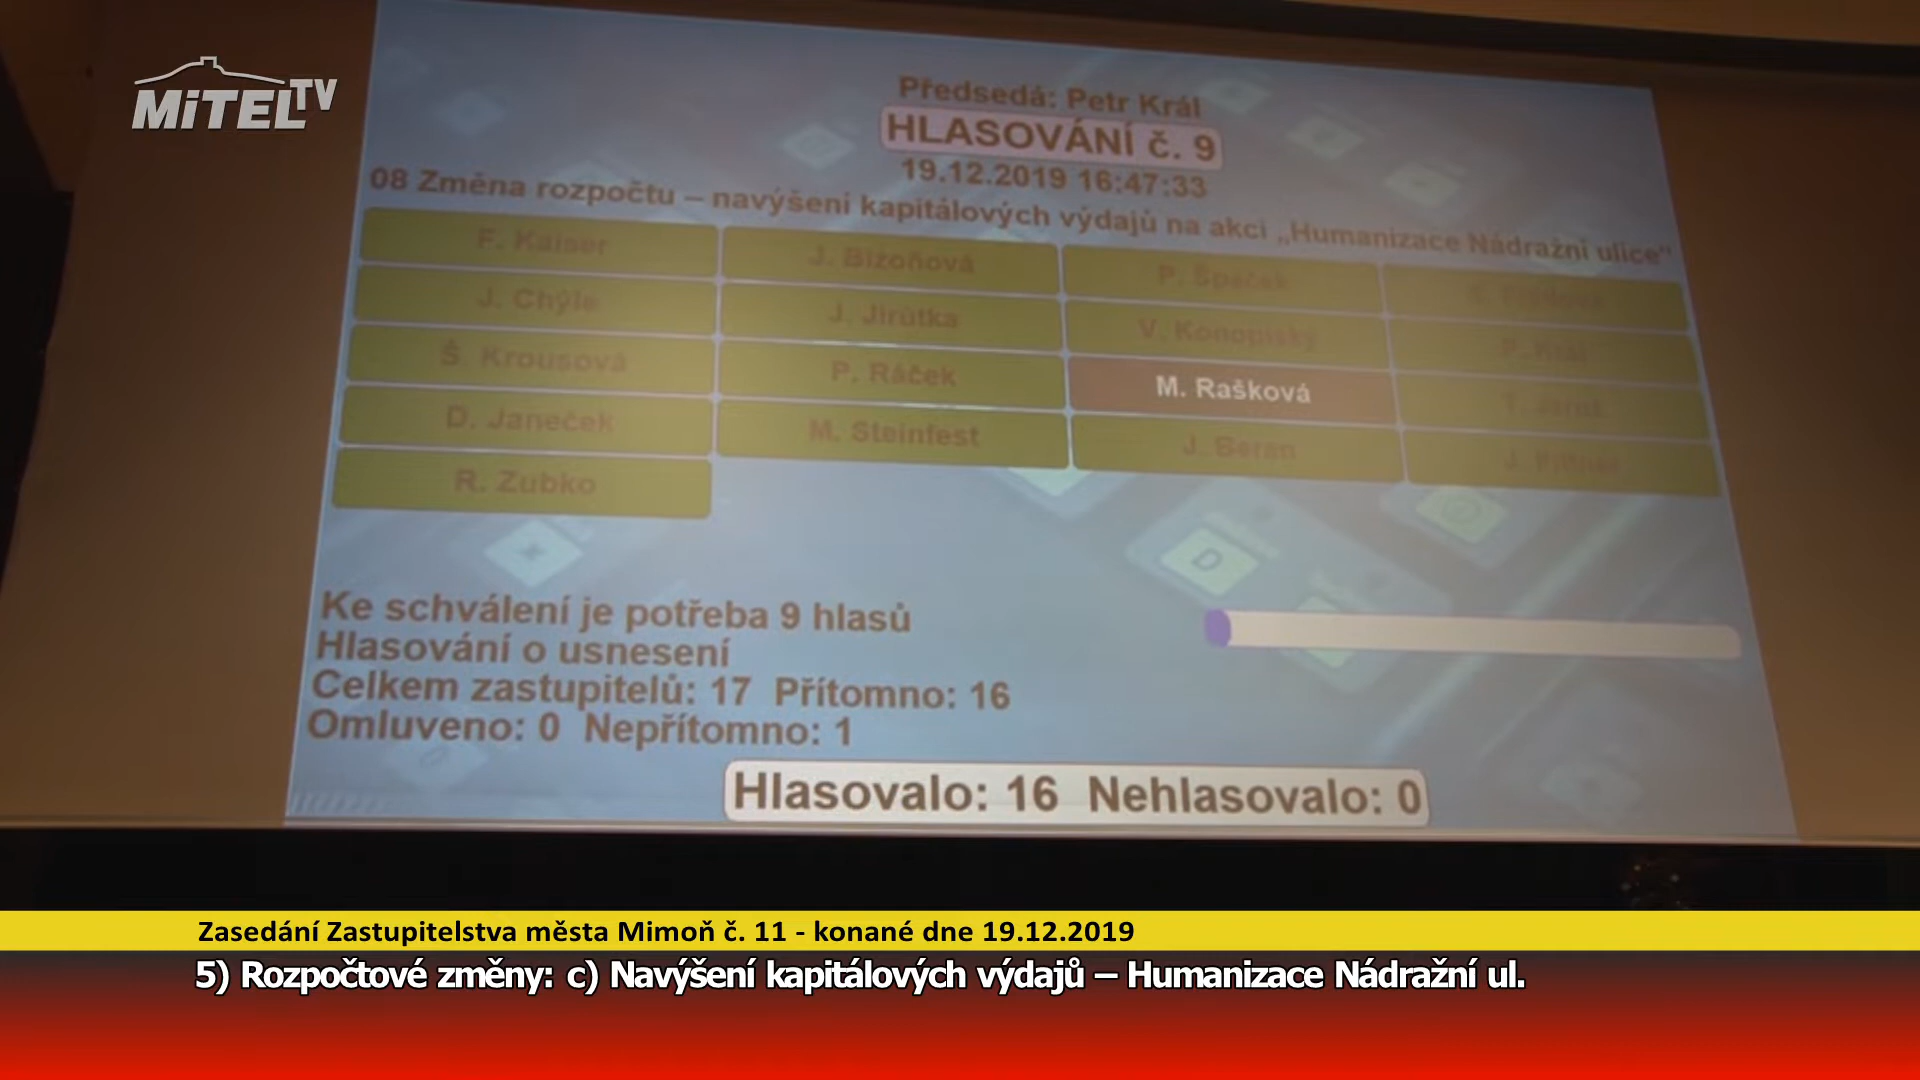 MiTEL TV
Předsedá: Petr Král
HLASOVÁNÍ č. 9
19.12.2019 16:47:33
08 Změna rozpočtu – navýšení kapitálových výdajů na akci „Humanizace Nádražní ulice"
F. Kaiser J. Bížoňová P. Špaček
J. Chýle J. Jirůtka V. Konopiský P. Král
Š. Krousová P. Ráček M. Rašková
D. Janeček M. Steinfest J. Beran
R. Zubko
Ke schválení je potřeba 9 hlasů
Hlasování o usnesení
Celkem zastupitelů: 17 Přítomno: 16
Omluveno: 0 Nepřítomno: 1
Hlasovalo: 16 Nehlasovalo: 0
Zasedání Zastupitelstva města Mimoň č. 11 - konané dne 19.12.2019
5) Rozpočtové změny: c) Navýšení kapitálových výdajů – Humanizace Nádražní ul.